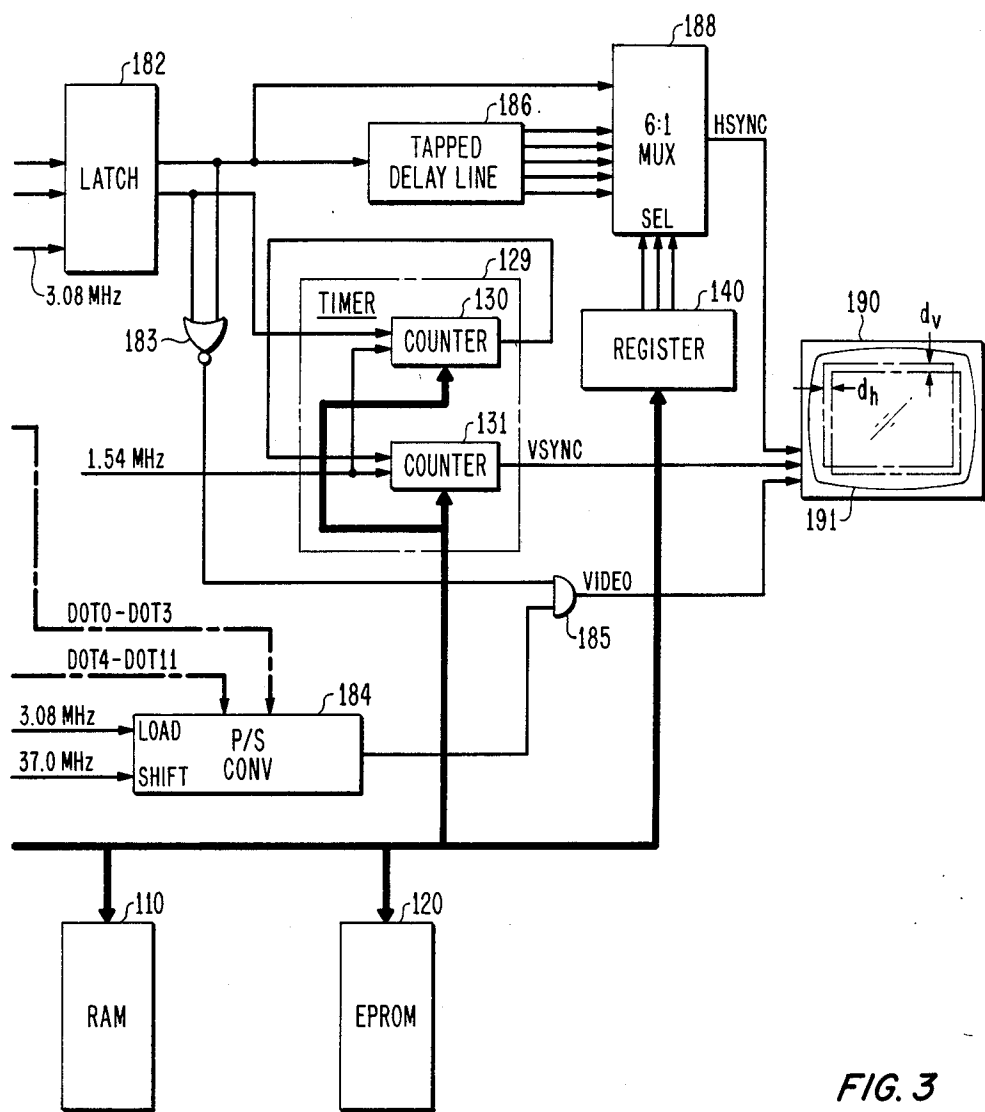 188
182
186
6:1
MUX
HSYNC
TAPPED
DELAY LINE
LATCH
SEL
3.08 MHz
129
TIMER
130
140
190
dv
183
COUNTER
REGISTER
dh
131
1.54 MHz
COUNTER
VSYNC
191
VIDEO
185
DOT0-DOT3
DOT4-DOT11
184
3.08 MHz
LOAD
P/S
CONV
37.0 MHz
SHIFT
110
120
RAM
EPROM
FIG. 3